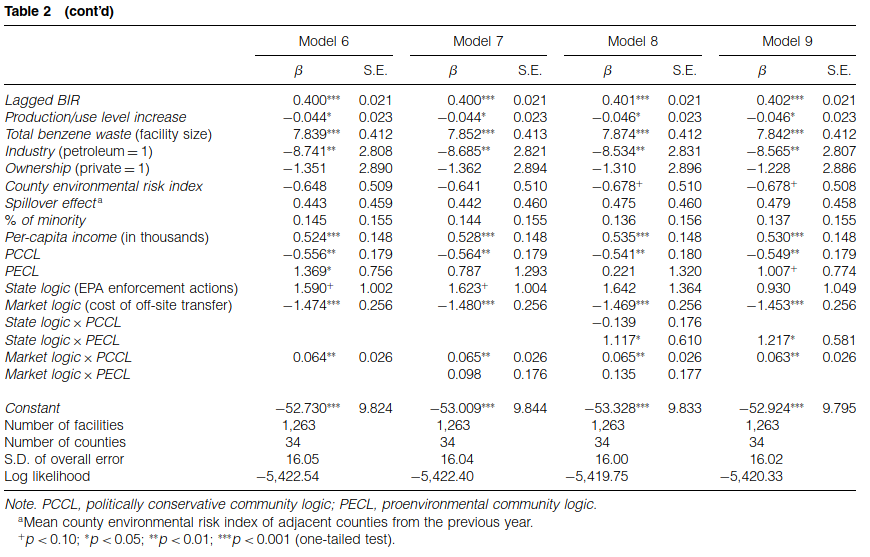 Table 2 (cont'd)
Model 6 Model 7 Model 8 Model 9
β S.E. β S.E. β S.E. β S.E.
Lagged BIR 0.400*** 0.021 0.400*** 0.021 0.401*** 0.021 0.402*** 0.021
Production/use level increase −0.044* 0.023 −0.044* 0.023 −0.046* 0.023 −0.046* 0.023
Total benzene waste (facility size) 7.839*** 0.412 7.852*** 0.413 7.874*** 0.412 7.842*** 0.412
Industry (petroleum = 1) −8.741** 2.808 −8.685** 2.821 −8.534** 2.831 −8.565** 2.807
Ownership (private = 1) −1.351 2.890 −1.362 2.894 −1.310 2.896 −1.228 2.886
County environmental risk index −0.648 0.509 −0.641 0.510 −0.678+ 0.510 −0.678+ 0.508
Spillover effectᵃ 0.443 0.459 0.442 0.460 0.475 0.460 0.479 0.458
% of minority 0.145 0.155 0.144 0.155 0.136 0.156 0.137 0.155
Per-capita income (in thousands) 0.524*** 0.148 0.528*** 0.148 0.535*** 0.148 0.530*** 0.148
PCCL −0.556** 0.179 −0.564** 0.179 −0.541** 0.180 −0.549** 0.179
PECL 1.369* 0.756 0.787 1.293 0.221 1.320 1.007+ 0.774
State logic (EPA enforcement actions) 1.590+ 1.002 1.623+ 1.004 1.642 1.364 0.930 1.049
Market logic (cost of off-site transfer) −1.474*** 0.256 −1.480*** 0.256 −1.469*** 0.256 −1.453*** 0.256
State logic × PCCL −0.139 0.176
State logic × PECL 1.117* 0.610 1.217* 0.581
Market logic × PCCL 0.064** 0.026 0.065** 0.026 0.065** 0.026 0.063** 0.026
Market logic × PECL 0.098 0.176 0.135 0.177
Constant −52.730*** 9.824 −53.009*** 9.844 −53.328*** 9.833 −52.924*** 9.795
Number of facilities 1,263 1,263 1,263 1,263
Number of counties 34 34 34 34
S.D. of overall error 16.05 16.04 16.00 16.02
Log likelihood −5,422.54 −5,422.40 −5,419.75 −5,420.33
Note. PCCL, politically conservative community logic; PECL, proenvironmental community logic.
ᵃMean county environmental risk index of adjacent counties from the previous year.
+p < 0.10; *p < 0.05; **p < 0.01; ***p < 0.001 (one-tailed test).